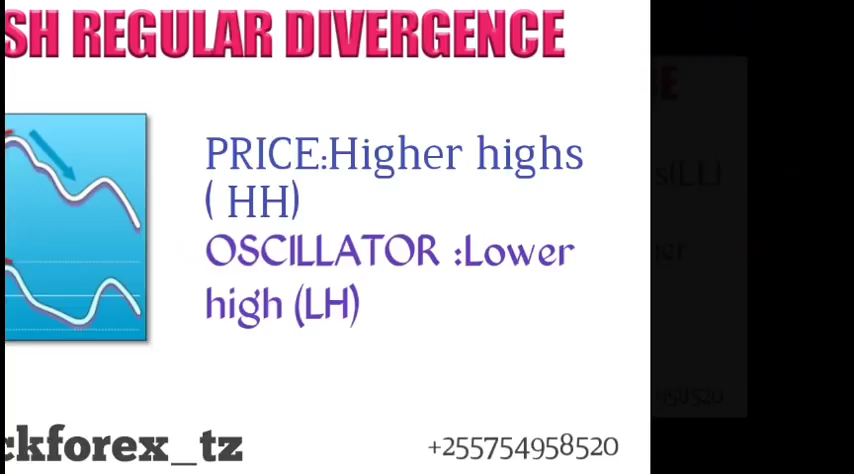 SH REGULAR DIVERGENCE
PRICE:Higher highs
( HH)
OSCILLATOR :Lower
high (LH)
ckforex_tz
+255754958520